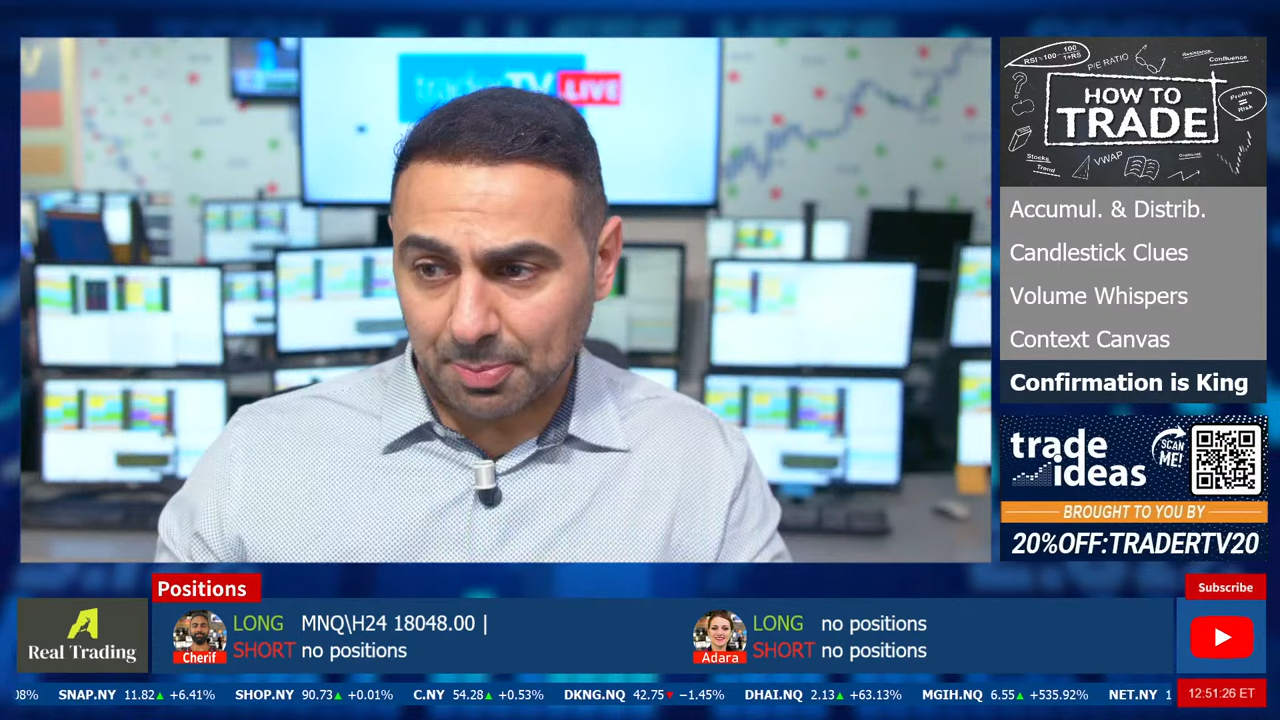 traderTV.LIVE
RSI=100- 100
1+RS
P/E RATIO
Resistance
Confluence
HOW TO
TRADE
Profits
=
Risk
Stocks
Trend
VWAP
Accumul. & Distrib.
Candlestick Clues
Volume Whispers
Context Canvas
Confirmation is King
trade
ideas
SCAN
ME!
BROUGHT TO YOU BY
20%OFF:TRADERTV20
Positions
Subscribe
Real Trading
Cherif
LONG MNQ\H24 18048.00 |
SHORT no positions
Adara
LONG no positions
SHORT no positions
08% SNAP.NY 11.82▲ +6.41% SHOP.NY 90.73▲ +0.01% C.NY 54.28▲ +0.53% DKNG.NQ 42.75▼ −1.45% DHAI.NQ 2.13▲ +63.13% MGIH.NQ 6.55▲ +535.92% NET.NY 1
12:51:26 ET